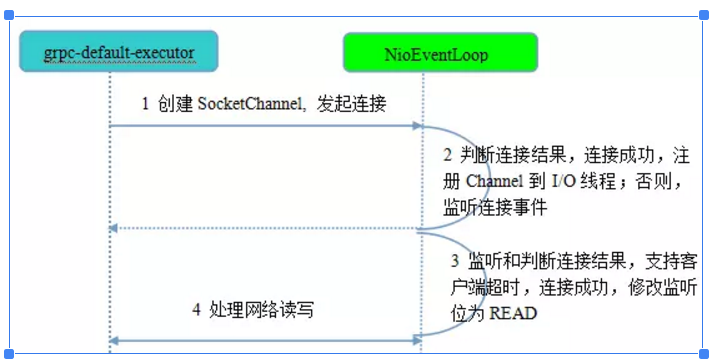 grpc-default-executor
NioEventLoop
1 创建 SocketChannel, 发起连接
2 判断连接结果，连接成功，注
册 Channel 到 I/O 线程；否则，
监听连接事件
3 监听和判断连接结果，支持客
户端超时，连接成功，修改监听
位为 READ
4 处理网络读写